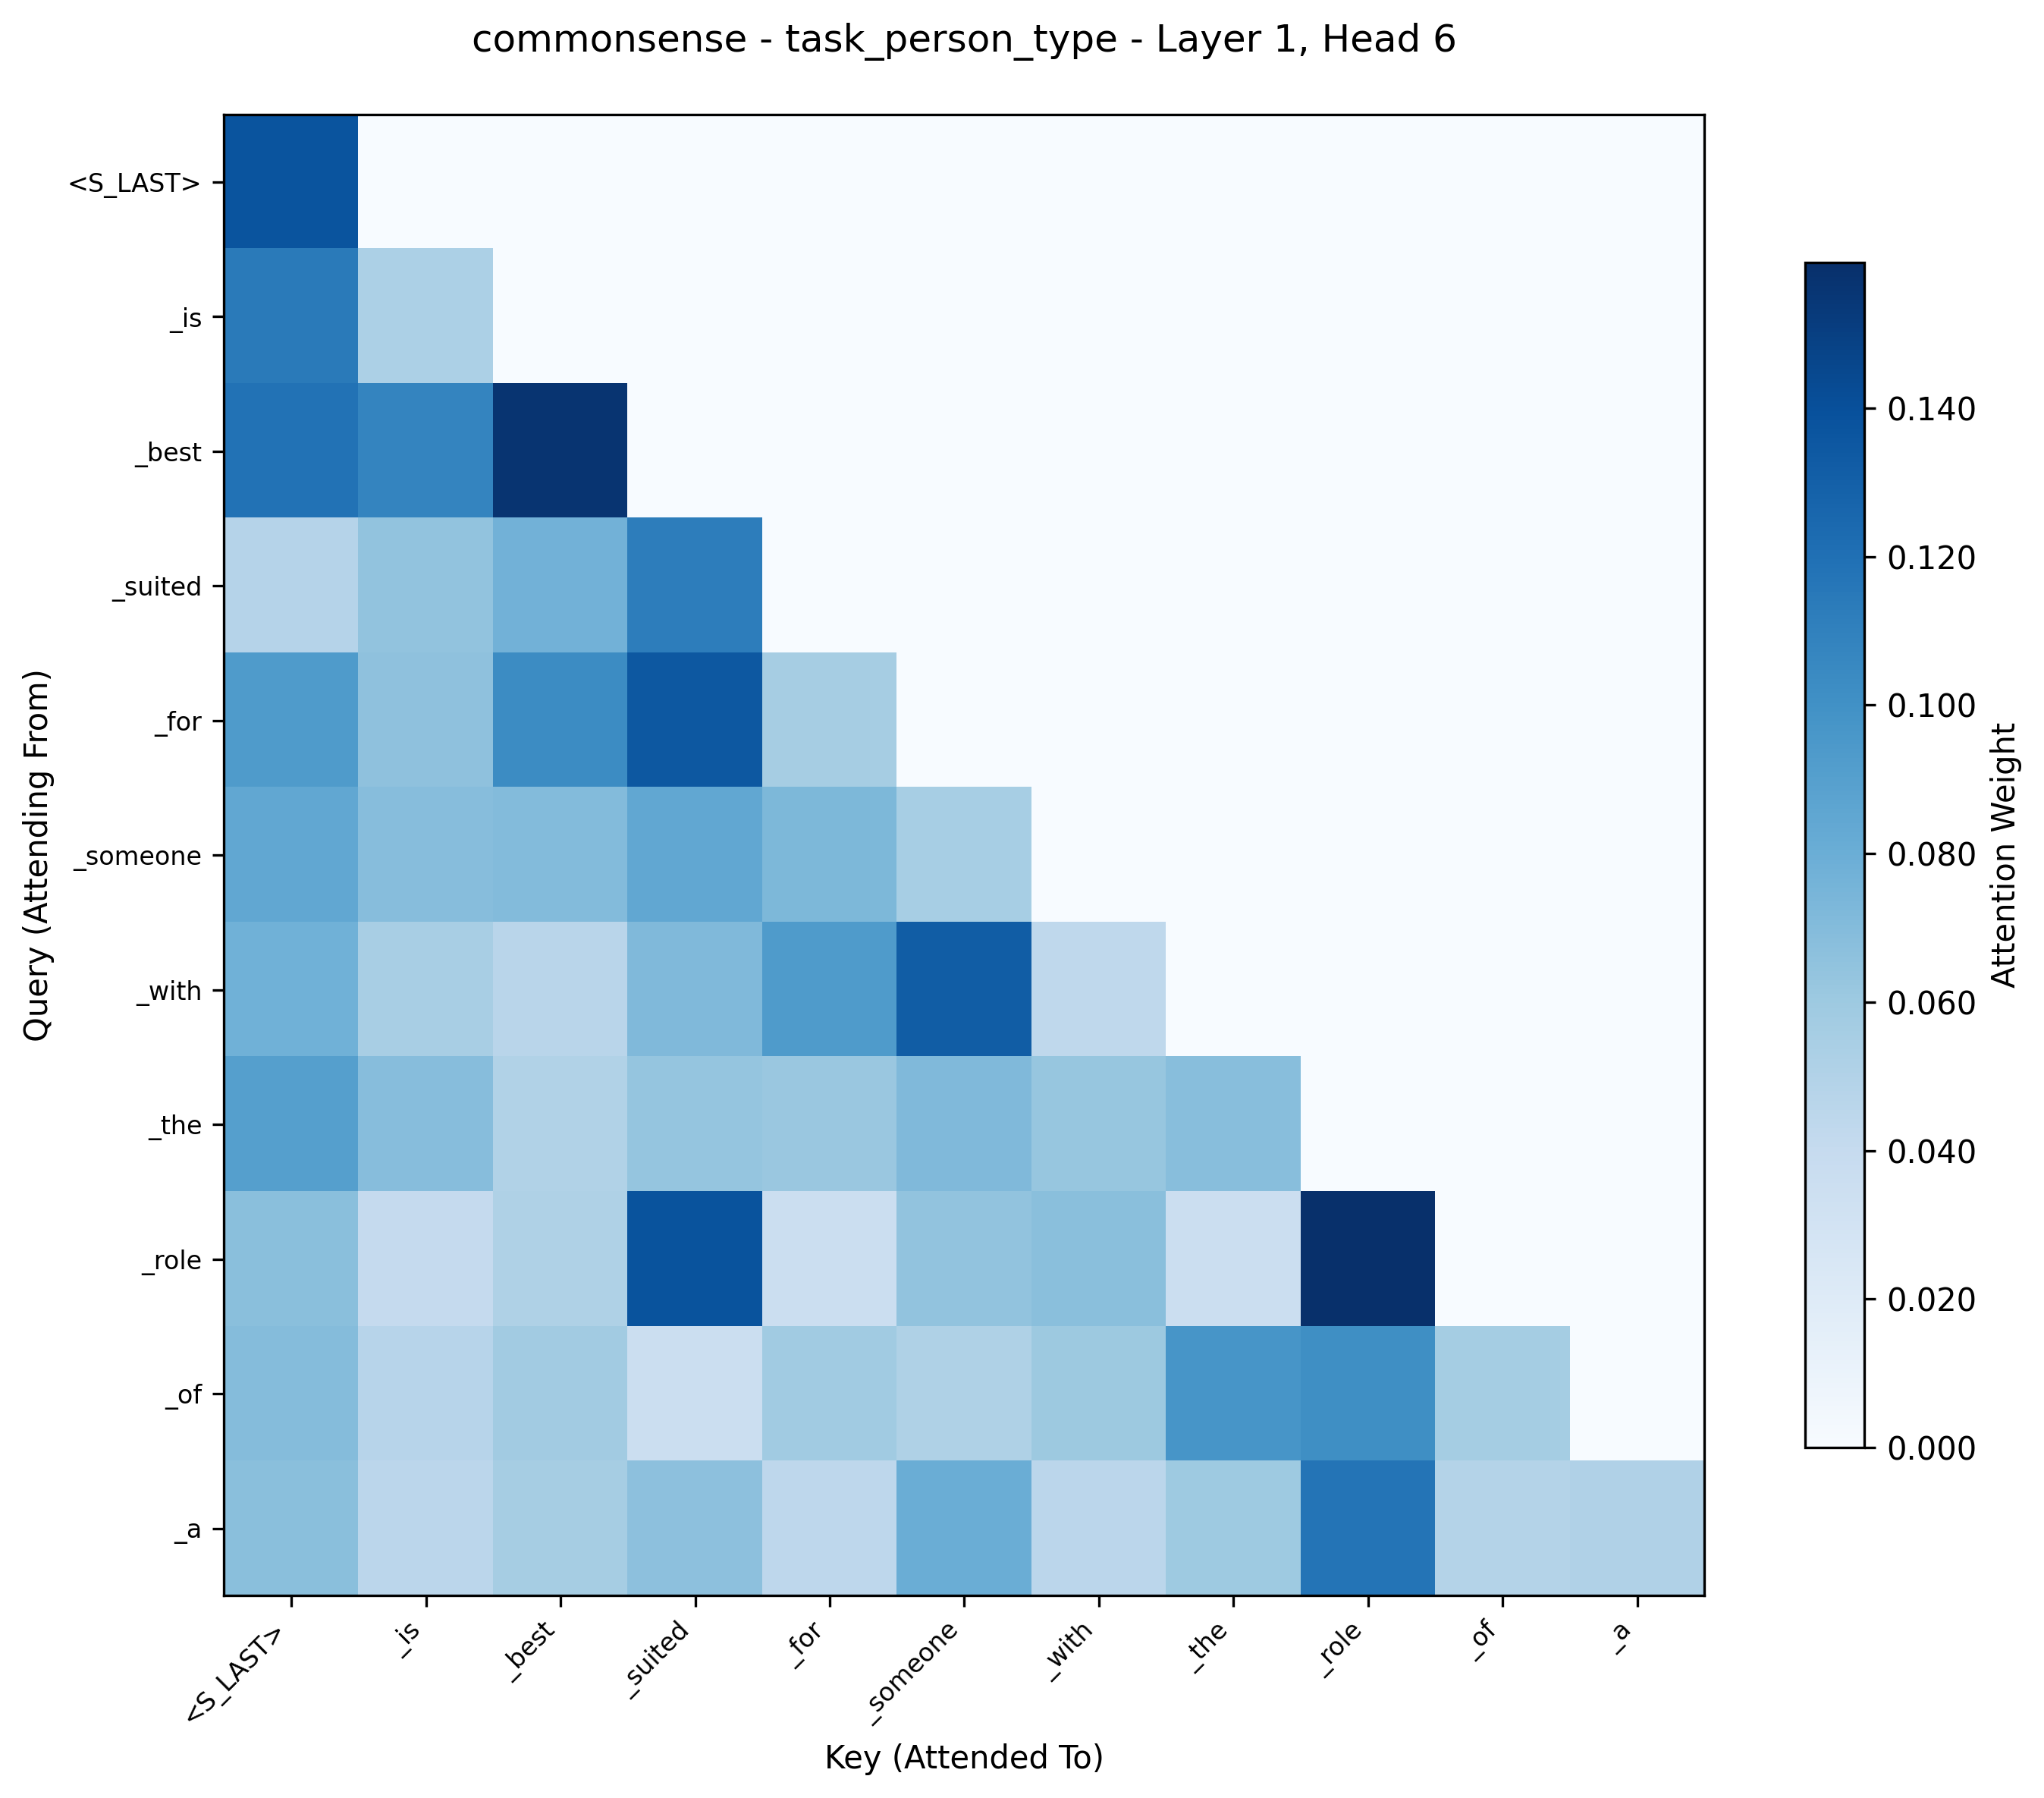 commonsense - task_person_type - Layer 1, Head 6
Query (Attending From)
<S_LAST>
_is
_best
_suited
_for
_someone
_with
_the
_role
_of
_a
<S_LAST>
_is
_best
_suited
_for
_someone
_with
_the
_role
_of
_a
Key (Attended To)
0.140
0.120
0.100
0.080
0.060
0.040
0.020
0.000
Attention Weight